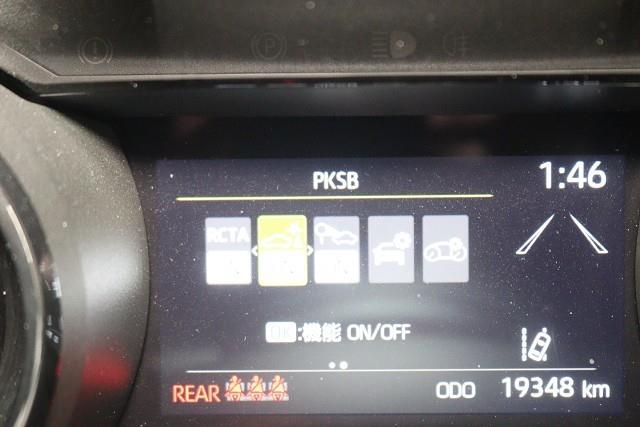 PKSB
1:46
RCTA
OK:機能 ON/OFF
REAR
ODO 19348 km